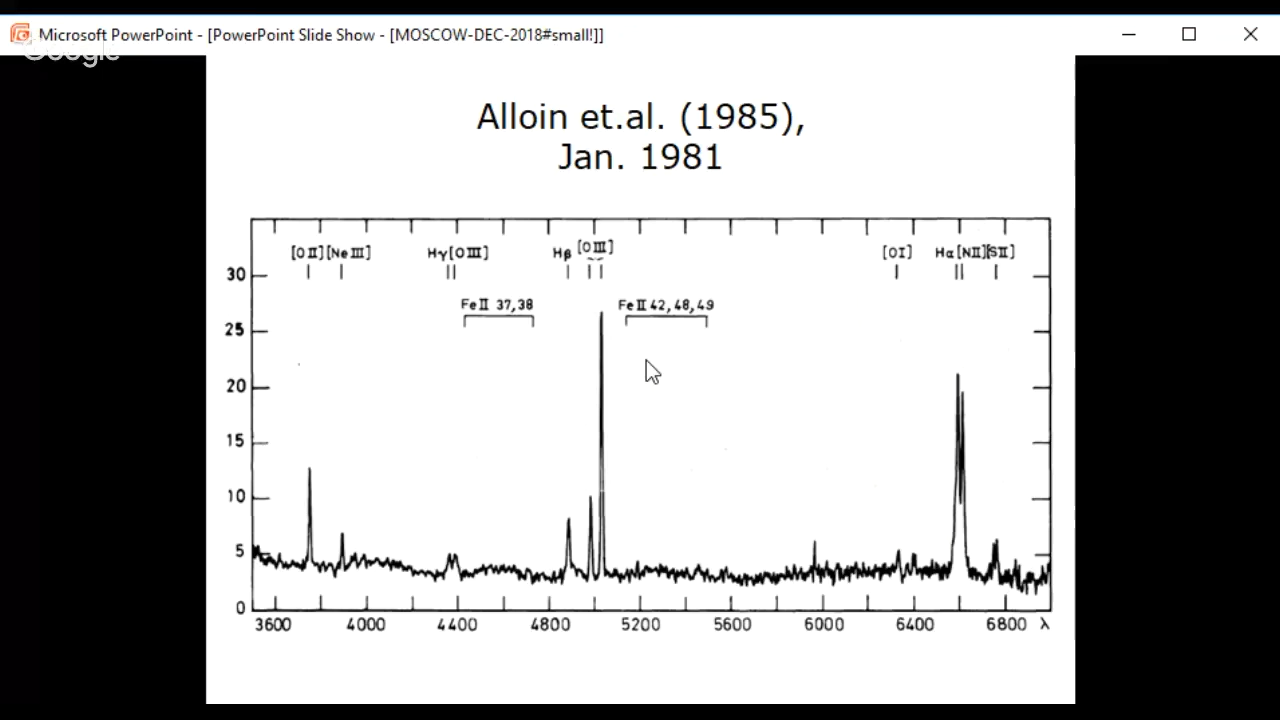 Microsoft PowerPoint - [PowerPoint Slide Show - [MOSCOW-DEC-2018#small!]]
Google
Alloin et.al. (1985),
Jan. 1981
[O II] [Ne III] Hγ [O III] Hβ [O III] [O I] Hα [N II] [S II]
Fe II 37,38 Fe II 42,48,49
30
25
20
15
10
5
0
3600 4000 4400 4800 5200 5600 6000 6400 6800 λ